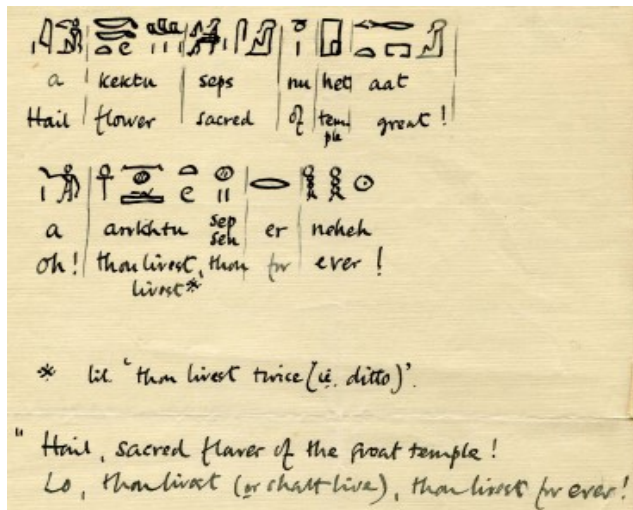 a kektu seps nu het aat
Hail flower sacred of temple great !
a ankhtu sep sen er neheh
Oh! thou livest, thou for ever !
livest*
* lit. "thou livest twice (i.e. ditto)".
" Hail, sacred flower of the great temple !
Lo, thou livest (or shalt live), thou livest for ever!